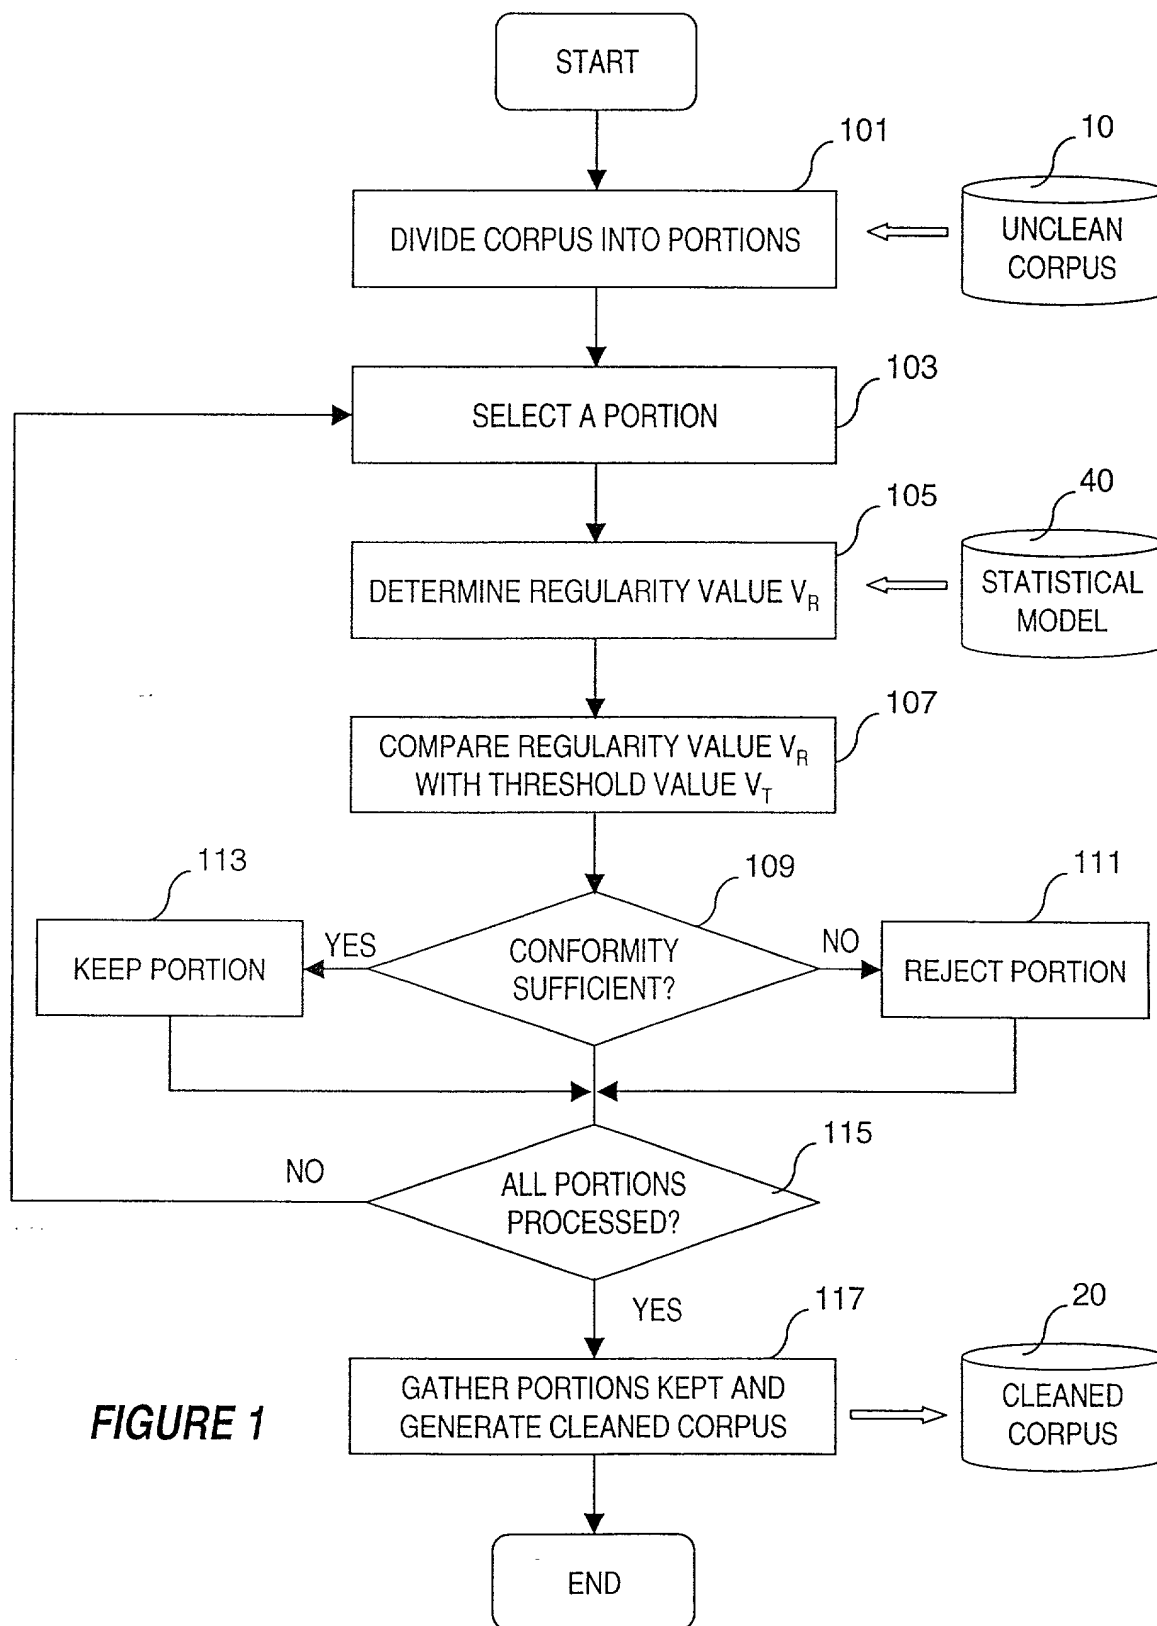 START
101
10
DIVIDE CORPUS INTO PORTIONS
UNCLEAN
CORPUS
103
SELECT A PORTION
105
40
DETERMINE REGULARITY VALUE VR
STATISTICAL
MODEL
107
COMPARE REGULARITY VALUE VR
WITH THRESHOLD VALUE VT
113
109
111
YES
NO
KEEP PORTION
CONFORMITY
SUFFICIENT?
REJECT PORTION
115
NO
ALL PORTIONS
PROCESSED?
YES
117
20
GATHER PORTIONS KEPT AND
GENERATE CLEANED CORPUS
CLEANED
CORPUS
FIGURE 1
END